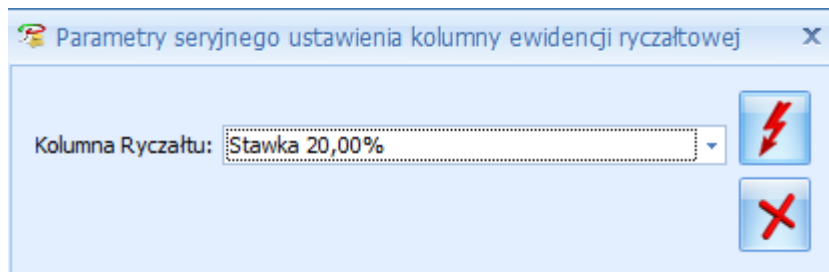 Parametry seryjnego ustawienia kolumny ewidencji ryczałtowej
Kolumna Ryczałtu: Stawka 20,00%